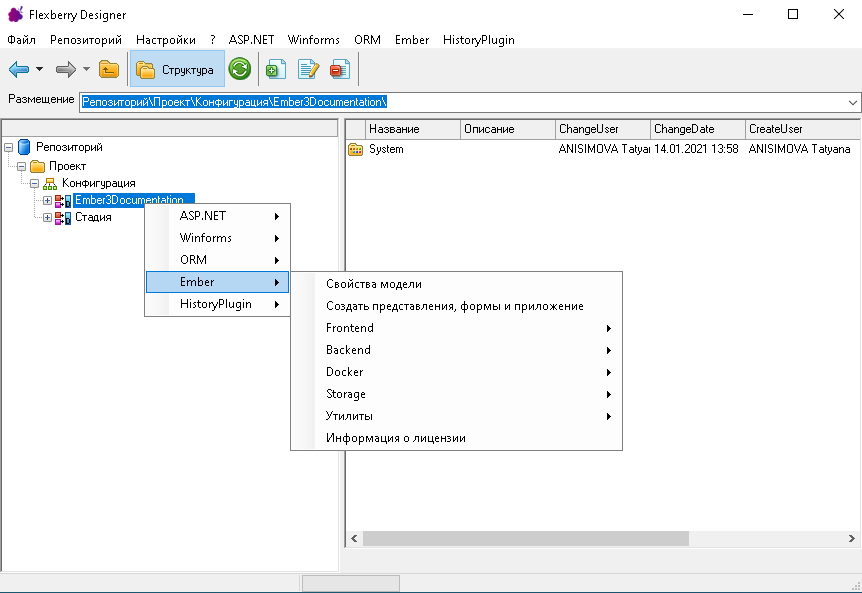 Flexberry Designer
Файл Репозиторий Настройки ? ASP.NET Winforms ORM Ember HistoryPlugin
Структура
Размещение Репозиторий\Проект\Конфигурация\Ember3Documentation\
Репозиторий
Проект
Конфигурация
Ember3Documentation
Стадия
ASP.NET
Winforms
ORM
Ember
HistoryPlugin
Свойства модели
Создать представления, формы и приложение
Frontend
Backend
Docker
Storage
Утилиты
Информация о лицензии
Название Описание ChangeUser ChangeDate CreateUser
System ANISIMOVA Tatyai 14.01.2021 13:58 ANISIMOVA Tatyana